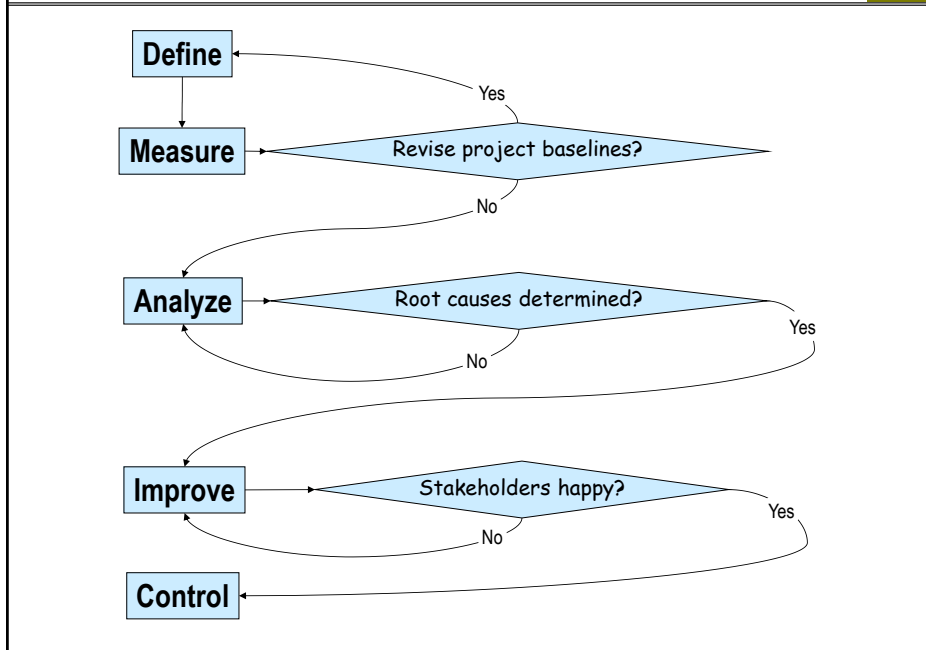 Define
Yes
Measure
Revise project baselines?
No
Analyze
Root causes determined?
Yes
No
Improve
Stakeholders happy?
Yes
No
Control